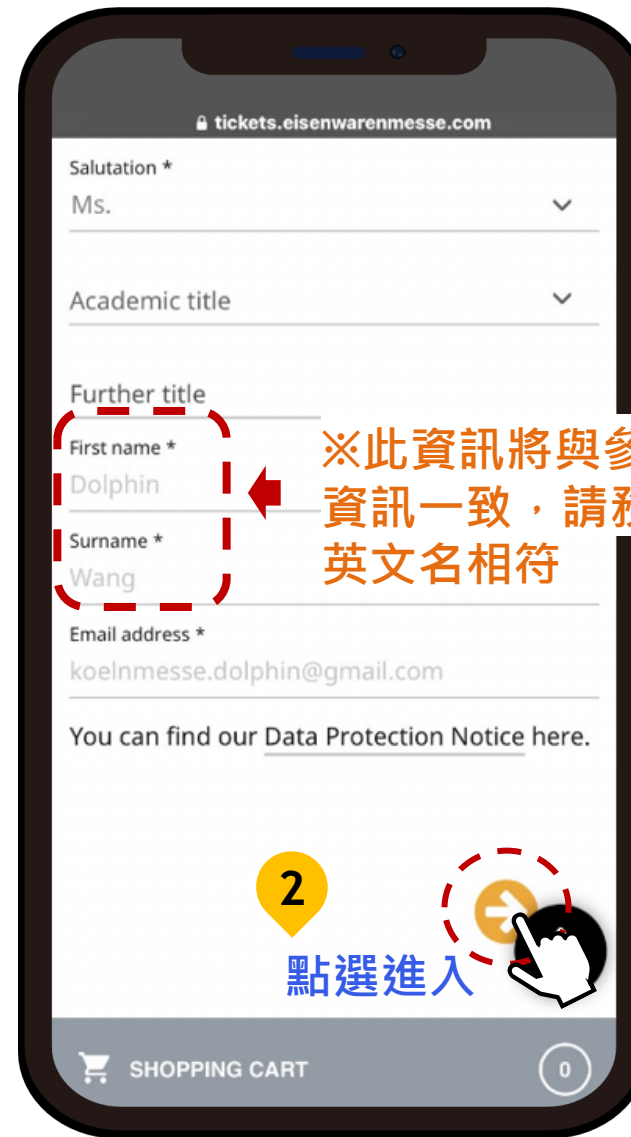 tickets.eisenwarenmesse.com
Salutation *
Ms.
Academic title
Further title
First name *
Dolphin
※此資訊將與參
資訊一致，請務
Surname *
英文名相符
Wang
Email address *
koelnmesse.dolphin@gmail.com
You can find our Data Protection Notice here.
2
點選進入
SHOPPING CART
0